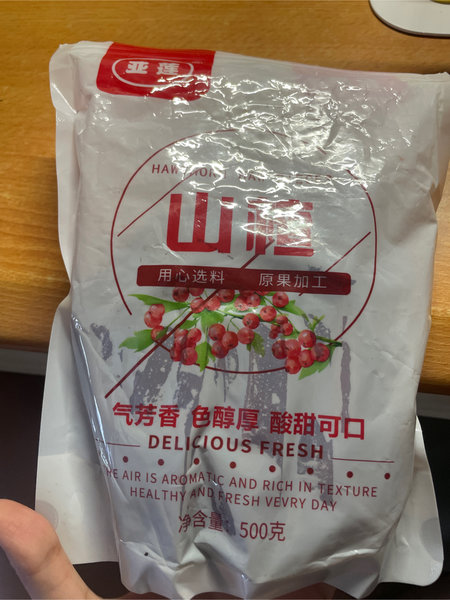 亚莲
山楂
用心选料 原果加工
气芳香 色醇厚 酸甜可口
DELICIOUS FRESH
THE AIR IS AROMATIC AND RICH IN TEXTURE
HEALTHY AND FRESH VEVRY DAY
净含量: 500克